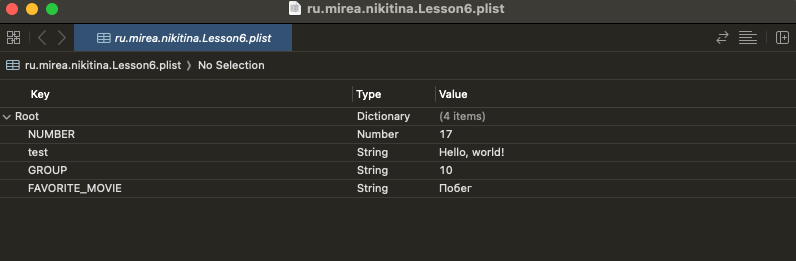 ru.mirea.nikitina.Lesson6.plist
ru.mirea.nikitina.Lesson6.plist
ru.mirea.nikitina.Lesson6.plist 〉 No Selection
Key Type Value
Root Dictionary (4 items)
NUMBER Number 17
test String Hello, world!
GROUP String 10
FAVORITE_MOVIE String Побег